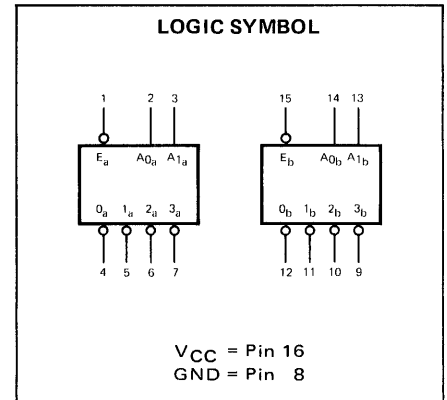 LOGIC SYMBOL
1 2 3 15 14 13
Ea A0a A1a Eb A0b A1b
0a 1a 2a 3a 0b 1b 2b 3b
4 5 6 7 12 11 10 9
VCC = Pin 16
GND = Pin 8